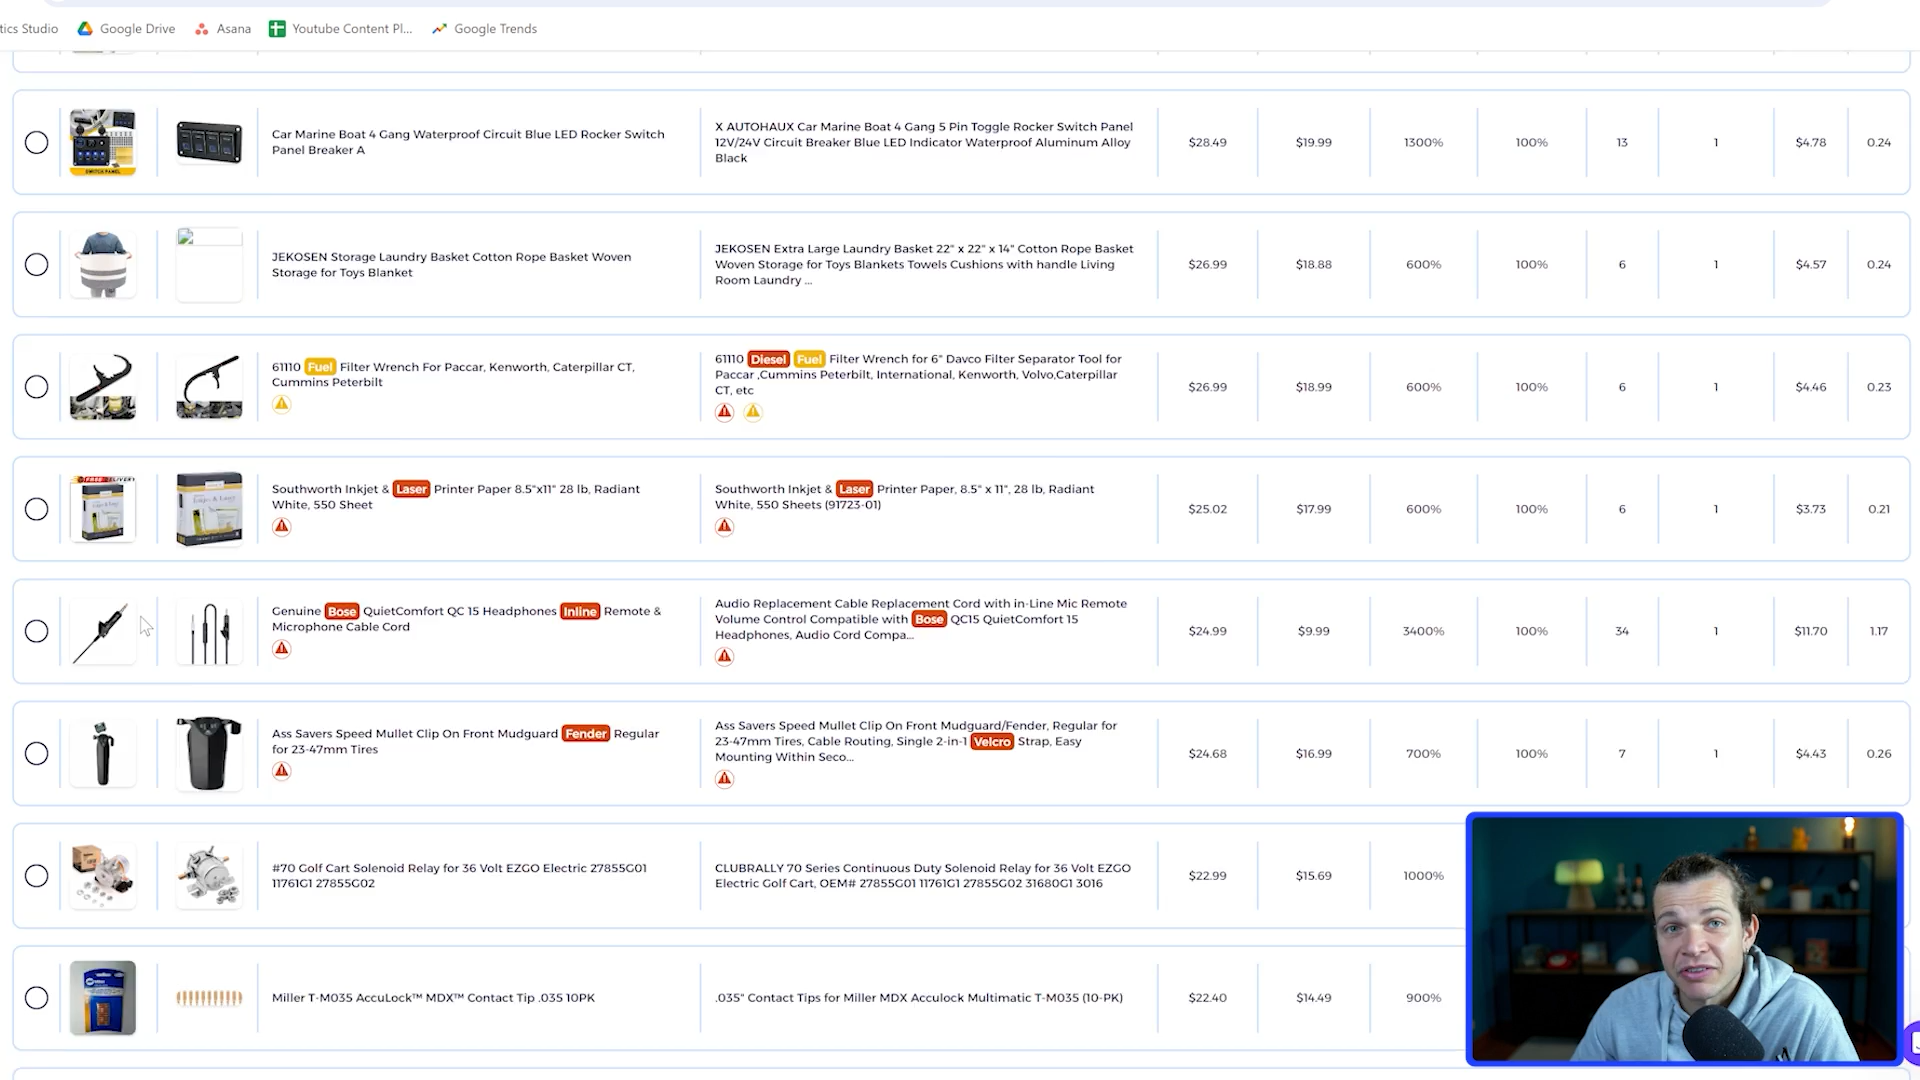 tics Studio
Google Drive
Asana
Youtube Content Pl...
Google Trends
SWITCH PANEL
Car Marine Boat 4 Gang Waterproof Circuit Blue LED Rocker Switch
Panel Breaker A
X AUTOHAUX Car Marine Boat 4 Gang 5 Pin Toggle Rocker Switch Panel
12V/24V Circuit Breaker Blue LED Indicator Waterproof Aluminum Alloy
Black
$28.49
$19.99
1300%
100%
13
1
$4.78
0.24
JEKOSEN Storage Laundry Basket Cotton Rope Basket Woven
Storage for Toys Blanket
JEKOSEN Extra Large Laundry Basket 22" x 22" x 14" Cotton Rope Basket
Woven Storage for Toys Blankets Towels Cushions with handle Living
Room Laundry ...
$26.99
$18.88
600%
100%
6
1
$4.57
0.24
61110 Fuel Filter Wrench For Paccar, Kenworth, Caterpillar CT,
Cummins Peterbilt
61110 Diesel Fuel Filter Wrench for 6" Davco Filter Separator Tool for
Paccar ,Cummins Peterbilt, International, Kenworth, Volvo,Caterpillar
CT, etc
$26.99
$18.99
600%
100%
6
1
$4.46
0.23
Southworth Inkjet & Laser Printer Paper 8.5"x11" 28 lb, Radiant
White, 550 Sheet
Southworth Inkjet & Laser Printer Paper, 8.5" x 11", 28 lb, Radiant
White, 550 Sheets (91723-01)
$25.02
$17.99
600%
100%
6
1
$3.73
0.21
Genuine Bose QuietComfort QC 15 Headphones Inline Remote &
Microphone Cable Cord
Audio Replacement Cable Replacement Cord with in-Line Mic Remote
Volume Control Compatible with Bose QC15 QuietComfort 15
Headphones, Audio Cord Compa...
$24.99
$9.99
3400%
100%
34
1
$11.70
1.17
Ass Savers Speed Mullet Clip On Front Mudguard Fender Regular
for 23-47mm Tires
Ass Savers Speed Mullet Clip On Front Mudguard/Fender, Regular for
23-47mm Tires, Cable Routing, Single 2-in-1 Velcro Strap, Easy
Mounting Within Seco...
$24.68
$16.99
700%
100%
7
1
$4.43
0.26
#70 Golf Cart Solenoid Relay for 36 Volt EZGO Electric 27855G01
11761G1 27855G02
CLUBRALLY 70 Series Continuous Duty Solenoid Relay for 36 Volt EZGO
Electric Golf Cart, OEM# 27855G01 11761G1 27855G02 31680G1 3016
$22.99
$15.69
1000%
Miller T-M035 AccuLock™ MDX™ Contact Tip .035 10PK
.035" Contact Tips for Miller MDX Acculock Multimatic T-M035 (10-PK)
$22.40
$14.49
900%